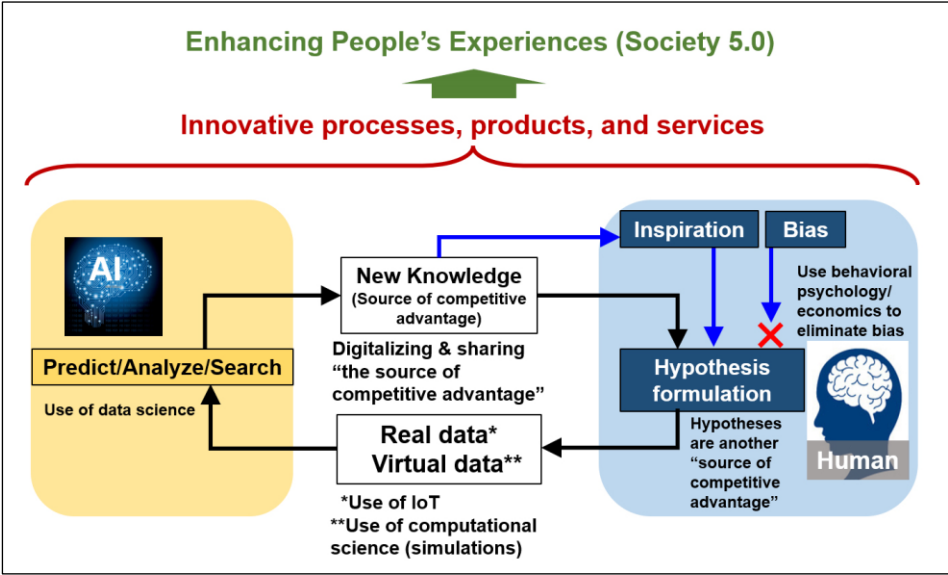 Enhancing People's Experiences (Society 5.0)
Innovative processes, products, and services
AI
Predict/Analyze/Search
Use of data science
New Knowledge
(Source of competitive
advantage)
Digitalizing & sharing
“the source of
competitive advantage”
Real data*
Virtual data**
*Use of IoT
**Use of computational
science (simulations)
Inspiration
Bias
Use behavioral
psychology/
economics to
eliminate bias
Hypothesis
formulation
Hypotheses
are another
“source of
competitive
advantage”
Human